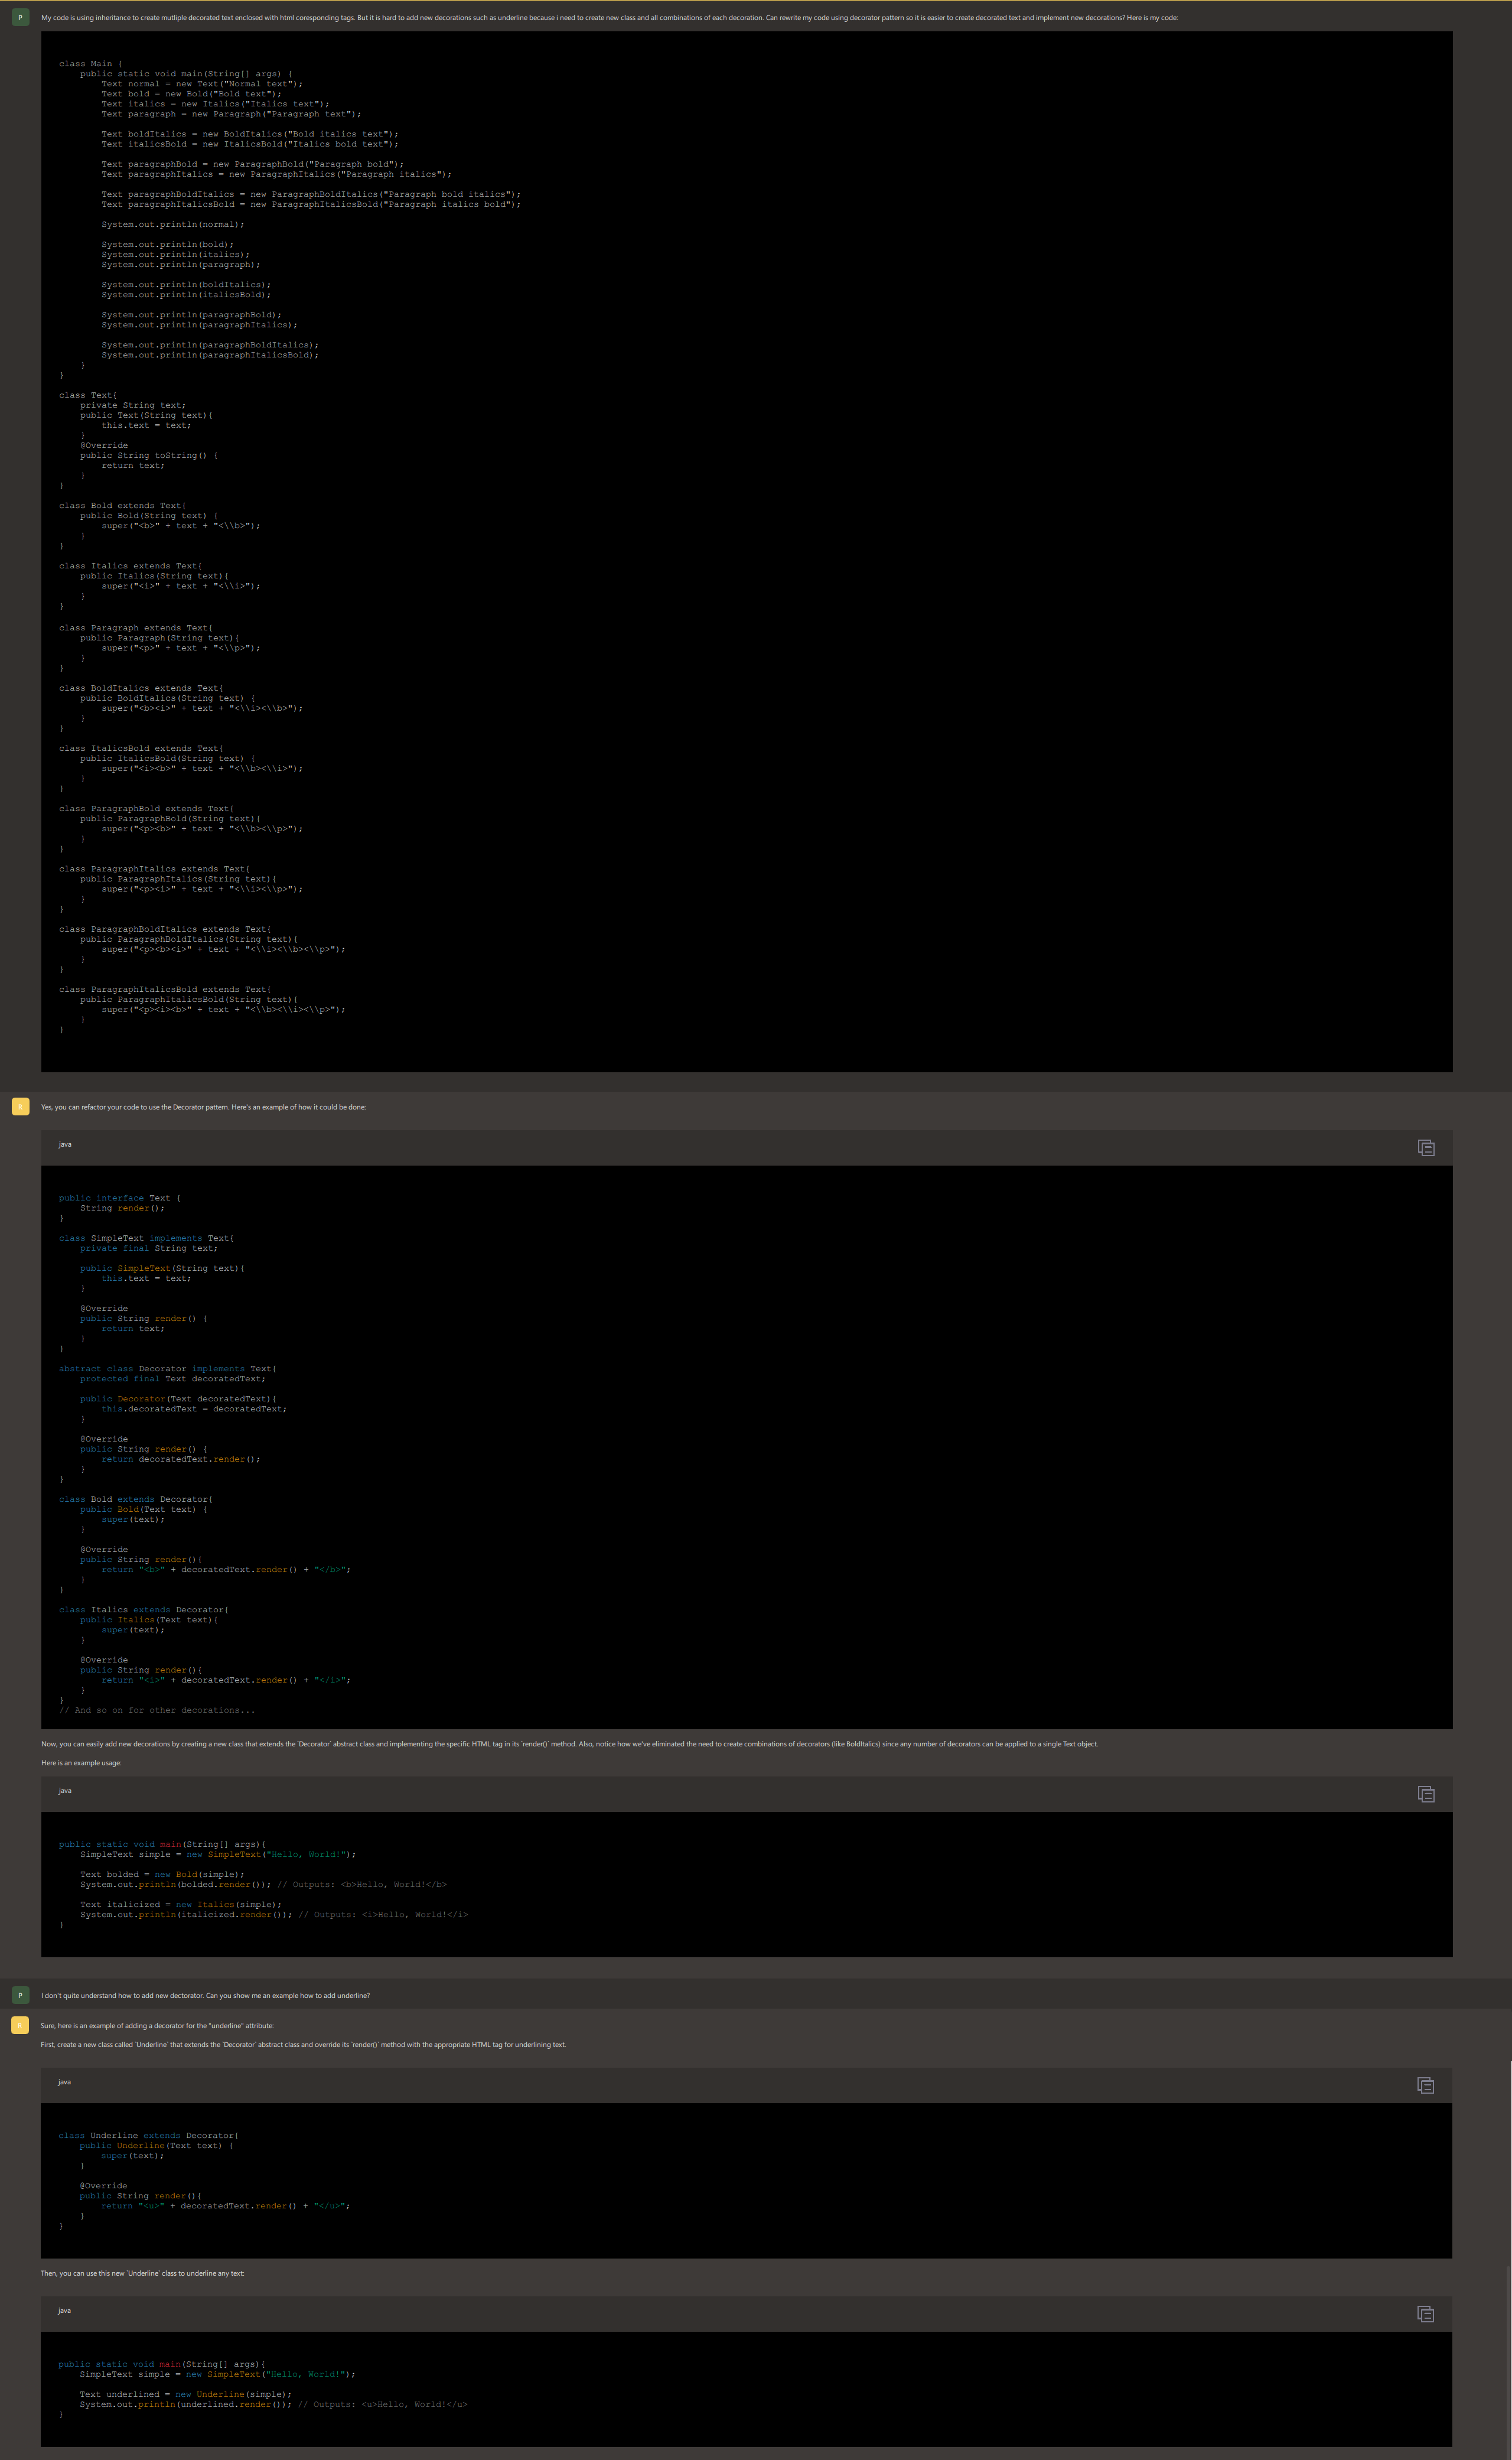 P
My code is using inheritance to create mutliple decorated text enclosed with html coresponding tags. But it is hard to add new decorations such as underline because i need to create new class and all combinations of each decoration. Can rewrite my code using decorator pattern so it is easier to create decorated text and implement new decorations? Here is my code:
class Main {
    public static void main(String[] args) {
        Text normal = new Text("Normal text");
        Text bold = new Bold("Bold text");
        Text italics = new Italics("Italics text");
        Text paragraph = new Paragraph("Paragraph text");
        Text boldItalics = new BoldItalics("Bold italics text");
        Text italicsBold = new ItalicsBold("Italics bold text");
        Text paragraphBold = new ParagraphBold("Paragraph bold");
        Text paragraphItalics = new ParagraphItalics("Paragraph italics");
        Text paragraphBoldItalics = new ParagraphBoldItalics("Paragraph bold italics");
        Text paragraphItalicsBold = new ParagraphItalicsBold("Paragraph italics bold");
        System.out.println(normal);
        System.out.println(bold);
        System.out.println(italics);
        System.out.println(paragraph);
        System.out.println(boldItalics);
        System.out.println(italicsBold);
        System.out.println(paragraphBold);
        System.out.println(paragraphItalics);
        System.out.println(paragraphBoldItalics);
        System.out.println(paragraphItalicsBold);
    }
}
class Text{
    private String text;
    public Text(String text){
        this.text = text;
    }
    @Override
    public String toString() {
        return text;
    }
}
class Bold extends Text{
    public Bold(String text) {
        super("<b>" + text + "<\\b>");
    }
}
class Italics extends Text{
    public Italics(String text){
        super("<i>" + text + "<\\i>");
    }
}
class Paragraph extends Text{
    public Paragraph(String text){
        super("<p>" + text + "<\\p>");
    }
}
class BoldItalics extends Text{
    public BoldItalics(String text) {
        super("<b><i>" + text + "<\\i><\\b>");
    }
}
class ItalicsBold extends Text{
    public ItalicsBold(String text) {
        super("<i><b>" + text + "<\\b><\\i>");
    }
}
class ParagraphBold extends Text{
    public ParagraphBold(String text){
        super("<p><b>" + text + "<\\b><\\p>");
    }
}
class ParagraphItalics extends Text{
    public ParagraphItalics(String text){
        super("<p><i>" + text + "<\\i><\\p>");
    }
}
class ParagraphBoldItalics extends Text{
    public ParagraphBoldItalics(String text){
        super("<p><b><i>" + text + "<\\i><\\b><\\p>");
    }
}
class ParagraphItalicsBold extends Text{
    public ParagraphItalicsBold(String text){
        super("<p><i><b>" + text + "<\\b><\\i><\\p>");
    }
}
R
Yes, you can refactor your code to use the Decorator pattern. Here's an example of how it could be done:
java
public interface Text {
    String render();
}
class SimpleText implements Text{
    private final String text;
    public SimpleText(String text){
        this.text = text;
    }
    @Override
    public String render() {
        return text;
    }
}
abstract class Decorator implements Text{
    protected final Text decoratedText;
    public Decorator(Text decoratedText){
        this.decoratedText = decoratedText;
    }
    @Override
    public String render() {
        return decoratedText.render();
    }
}
class Bold extends Decorator{
    public Bold(Text text) {
        super(text);
    }
    @Override
    public String render(){
        return "<b>" + decoratedText.render() + "</b>";
    }
}
class Italics extends Decorator{
    public Italics(Text text){
        super(text);
    }
    @Override
    public String render(){
        return "<i>" + decoratedText.render() + "</i>";
    }
}
// And so on for other decorations...
Now, you can easily add new decorations by creating a new class that extends the `Decorator` abstract class and implementing the specific HTML tag in its `render()` method. Also, notice how we've eliminated the need to create combinations of decorators (like BoldItalics) since any number of decorators can be applied to a single Text object.
Here is an example usage:
java
public static void main(String[] args){
    SimpleText simple = new SimpleText("Hello, World!");
    Text bolded = new Bold(simple);
    System.out.println(bolded.render()); // Outputs: <b>Hello, World!</b>
    Text italicized = new Italics(simple);
    System.out.println(italicized.render()); // Outputs: <i>Hello, World!</i>
}
P
I don't quite understand how to add new dectorator. Can you show me an example how to add underline?
R
Sure, here is an example of adding a decorator for the "underline" attribute:
First, create a new class called `Underline` that extends the `Decorator` abstract class and override its `render()` method with the appropriate HTML tag for underlining text.
java
class Underline extends Decorator{
    public Underline(Text text) {
        super(text);
    }
    @Override
    public String render(){
        return "<u>" + decoratedText.render() + "</u>";
    }
}
Then, you can use this new `Underline` class to underline any text:
java
public static void main(String[] args){
    SimpleText simple = new SimpleText("Hello, World!");
    Text underlined = new Underline(simple);
    System.out.println(underlined.render()); // Outputs: <u>Hello, World!</u>
}